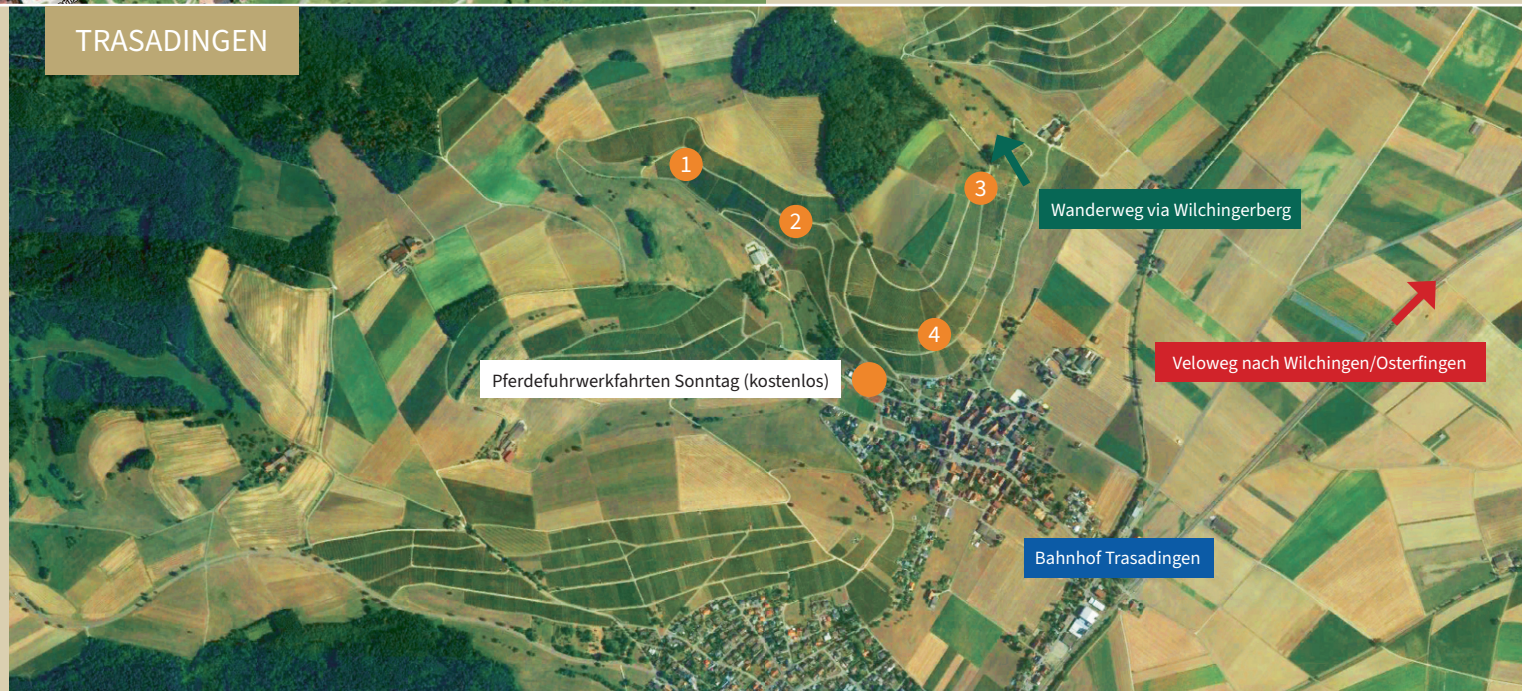 TRASADINGEN
1
2
3
Wanderweg via Wilchingerberg
4
Veloweg nach Wilchingen/Osterfingen
Pferdefuhrwerkfahrten Sonntag (kostenlos)
Bahnhof Trasadingen